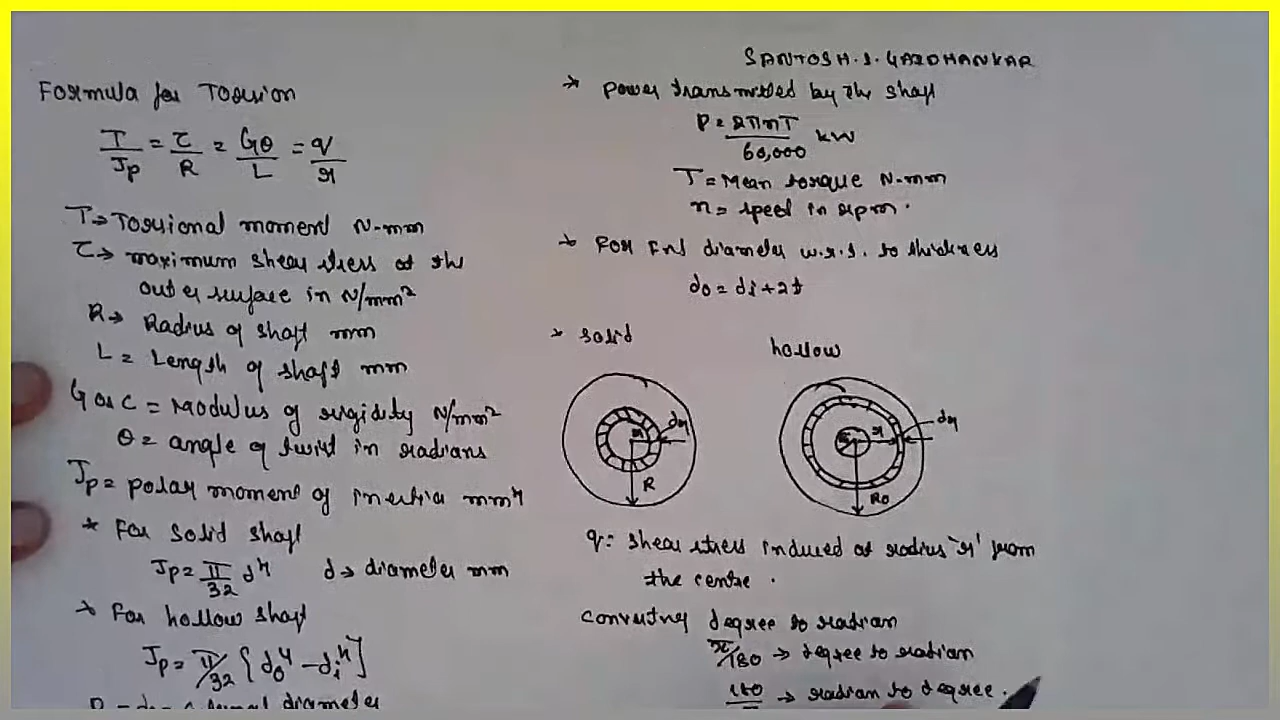 SANTOSH.S.GARDHANKAR
Formula for Torsion
T/Jp = τ/R = Gθ/L = q/r
T → Torsional moment N-mm
τ → maximum shear stress at the
outer surface in N/mm²
R → Radius of shaft mm
L = Length of shaft mm
G or C = Modulus of rigidity N/mm²
θ = angle of twist in radians
Jp = polar moment of inertia mm⁴
* For solid shaft
Jp = π/32 d⁴ d → diameter mm
* For hollow shaft
Jp = π/32 [do⁴ - di⁴]
* Power transmitted by the shaft
P = 2πnT/60,000 kW
T = Mean torque N-mm
n = speed in rpm.
* For diameter w.r.t. to thickness
do = di + 2t
* solid
hollow
r dr
R
r dr
Ro
q = shear stress induced at radius 'r' from
the centre.
Converting degree to radian
π/180 → degree to radian
180 → radian to degree.